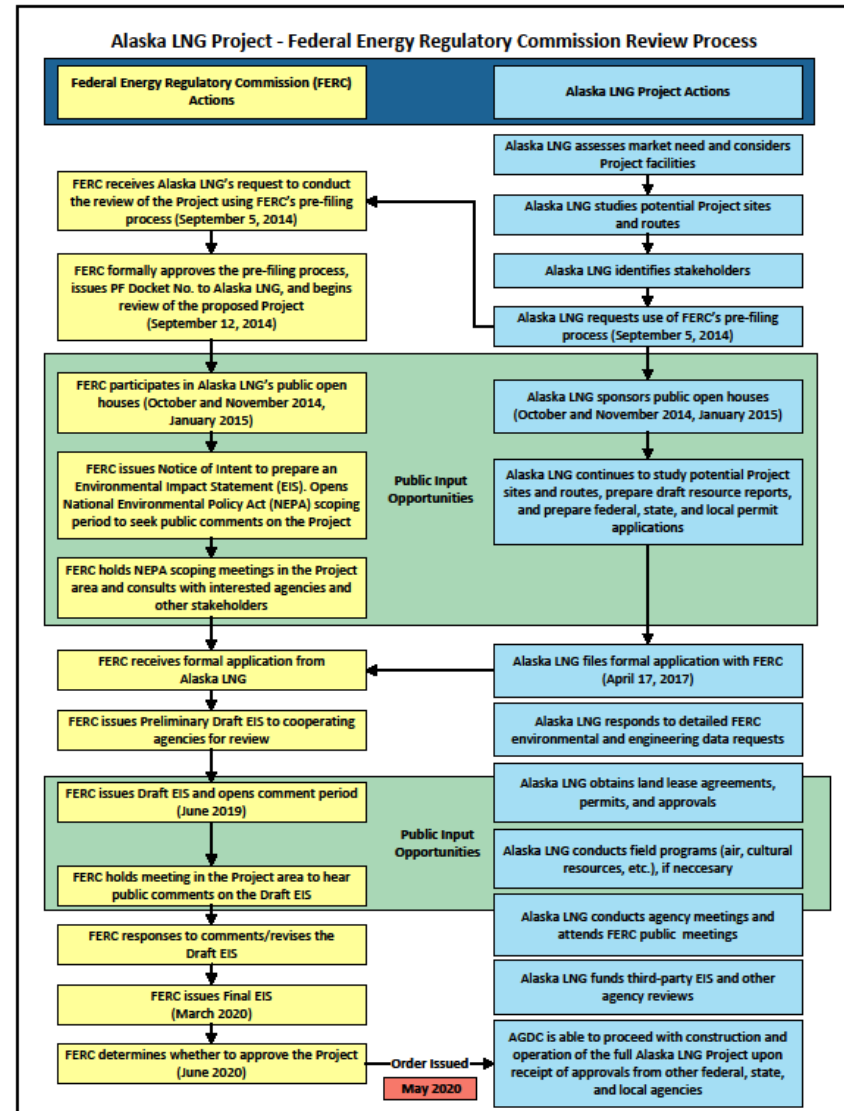 Alaska LNG Project - Federal Energy Regulatory Commission Review Process
Federal Energy Regulatory Commission (FERC)
Actions
Alaska LNG Project Actions
Alaska LNG assesses market need and considers
Project facilities
FERC receives Alaska LNG's request to conduct
the review of the Project using FERC's pre-filing
process (September 5, 2014)
Alaska LNG studies potential Project sites
and routes
FERC formally approves the pre-filing process,
issues PF Docket No. to Alaska LNG, and begins
review of the proposed Project
(September 12, 2014)
Alaska LNG identifies stakeholders
Alaska LNG requests use of FERC's pre-filing
process (September 5, 2014)
FERC participates in Alaska LNG's public open
houses (October and November 2014,
January 2015)
Alaska LNG sponsors public open houses
(October and November 2014, January 2015)
FERC issues Notice of Intent to prepare an
Environmental Impact Statement (EIS). Opens
National Environmental Policy Act (NEPA) scoping
period to seek public comments on the Project
Public Input
Opportunities
Alaska LNG continues to study potential Project
sites and routes, prepare draft resource reports,
and prepare federal, state, and local permit
applications
FERC holds NEPA scoping meetings in the Project
area and consults with interested agencies and
other stakeholders
FERC receives formal application from
Alaska LNG
Alaska LNG files formal application with FERC
(April 17, 2017)
FERC issues Preliminary Draft EIS to cooperating
agencies for review
Alaska LNG responds to detailed FERC
environmental and engineering data requests
FERC issues Draft EIS and opens comment period
(June 2019)
Alaska LNG obtains land lease agreements,
permits, and approvals
Public Input
Opportunities
Alaska LNG conducts field programs (air, cultural
resources, etc.), if neccesary
FERC holds meeting in the Project area to hear
public comments on the Draft EIS
Alaska LNG conducts agency meetings and
attends FERC public meetings
FERC responses to comments/revises the
Draft EIS
Alaska LNG funds third-party EIS and other
agency reviews
FERC issues Final EIS
(March 2020)
FERC determines whether to approve the Project
(June 2020)
Order Issued
May 2020
AGDC is able to proceed with construction and
operation of the full Alaska LNG Project upon
receipt of approvals from other federal, state,
and local agencies